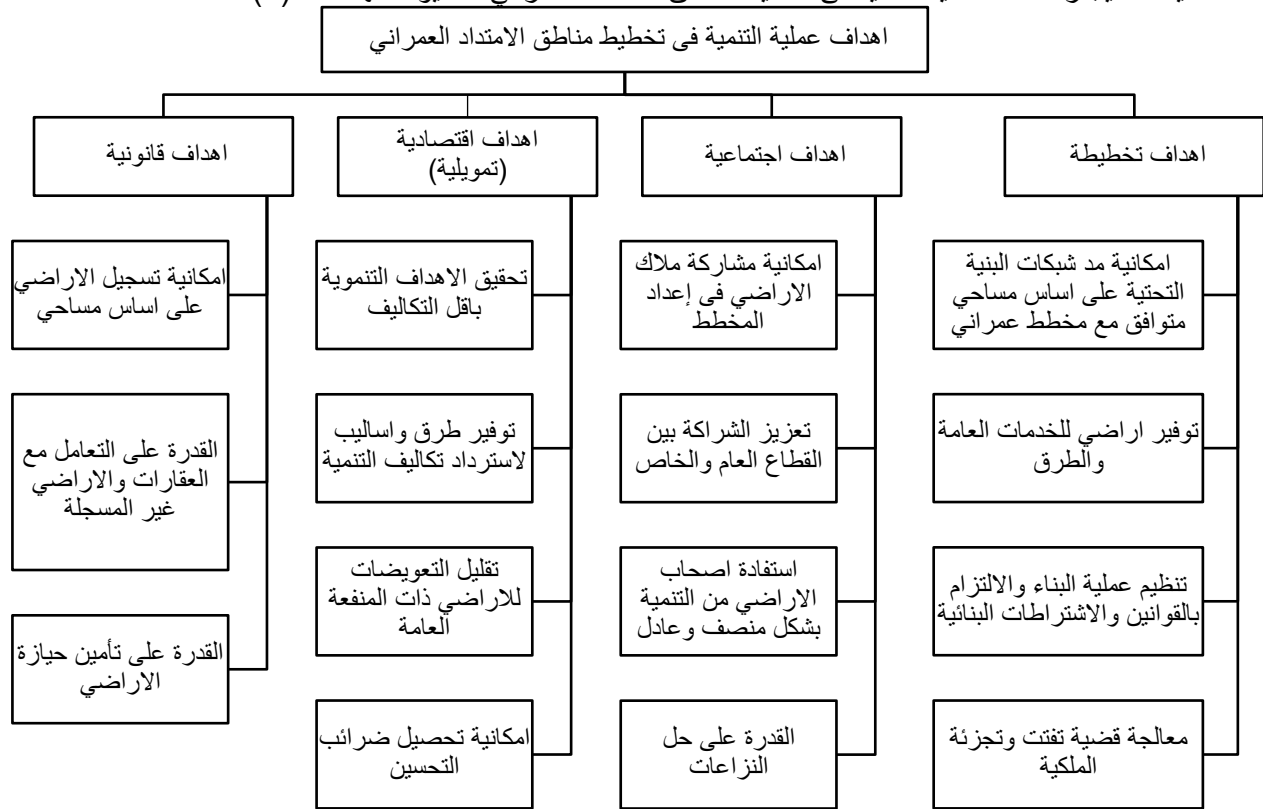 اهداف عملية التنمية فى تخطيط مناطق الامتداد العمراني
اهداف تخطيطة
اهداف اجتماعية
اهداف اقتصادية
(تمويلية)
اهداف قانونية
امكانية مد شبكات البنية
التحتية على اساس مساحي
متوافق مع مخطط عمراني
توفير اراضي للخدمات العامة
والطرق
تنظيم عملية البناء والالتزام
بالقوانين والاشتراطات البنائية
معالجة قضية تفتت وتجزئة
الملكية
امكانية مشاركة ملاك
الاراضي فى إعداد
المخطط
تعزيز الشراكة بين
القطاع العام والخاص
استفادة اصحاب
الاراضي من التنمية
بشكل منصف وعادل
القدرة على حل
النزاعات
تحقيق الاهداف التنموية
باقل التكاليف
توفير طرق واساليب
لاسترداد تكاليف التنمية
تقليل التعويضات
للاراضي ذات المنفعة
العامة
امكانية تحصيل ضرائب
التحسين
امكانية تسجيل الاراضي
على اساس مساحي
القدرة على التعامل مع
العقارات والاراضي
غير المسجلة
القدرة على تأمين حيازة
الاراضي